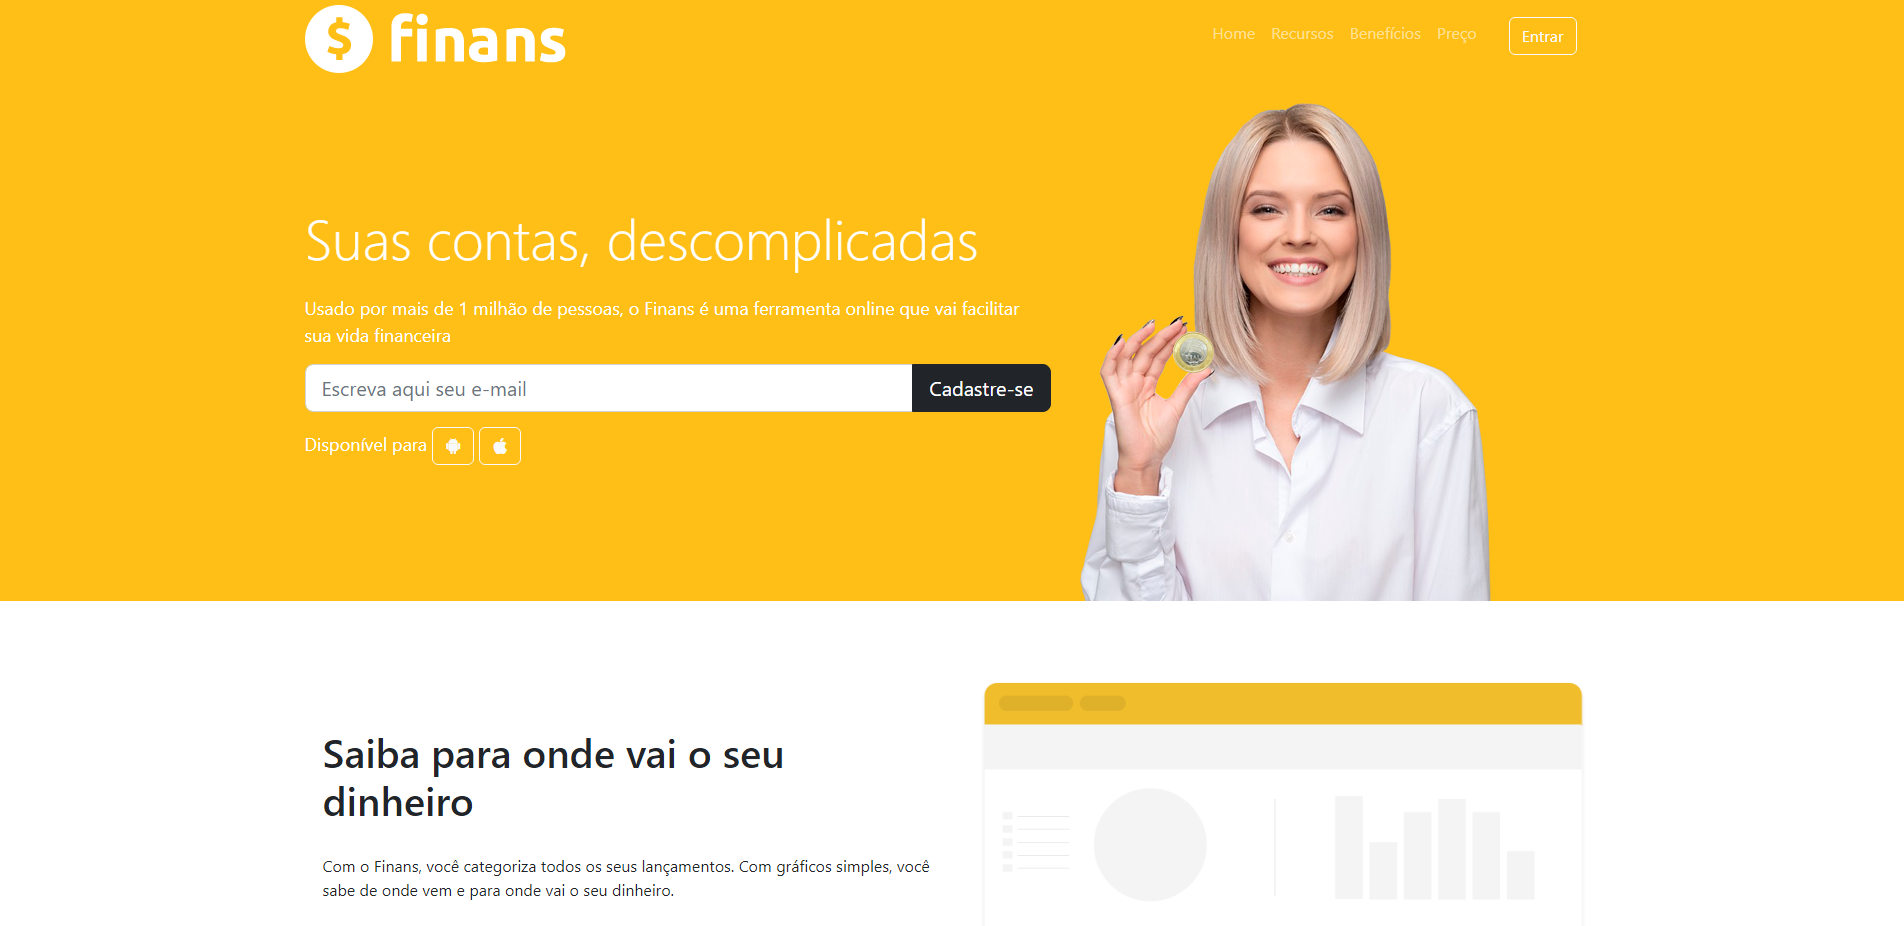 $ finans
Home Recursos Benefícios Preço Entrar
Suas contas, descomplicadas
Usado por mais de 1 milhão de pessoas, o Finans é uma ferramenta online que vai facilitar
sua vida financeira
Escreva aqui seu e-mail Cadastre-se
Disponível para
Saiba para onde vai o seu
dinheiro
Com o Finans, você categoriza todos os seus lançamentos. Com gráficos simples, você
sabe de onde vem e para onde vai o seu dinheiro.